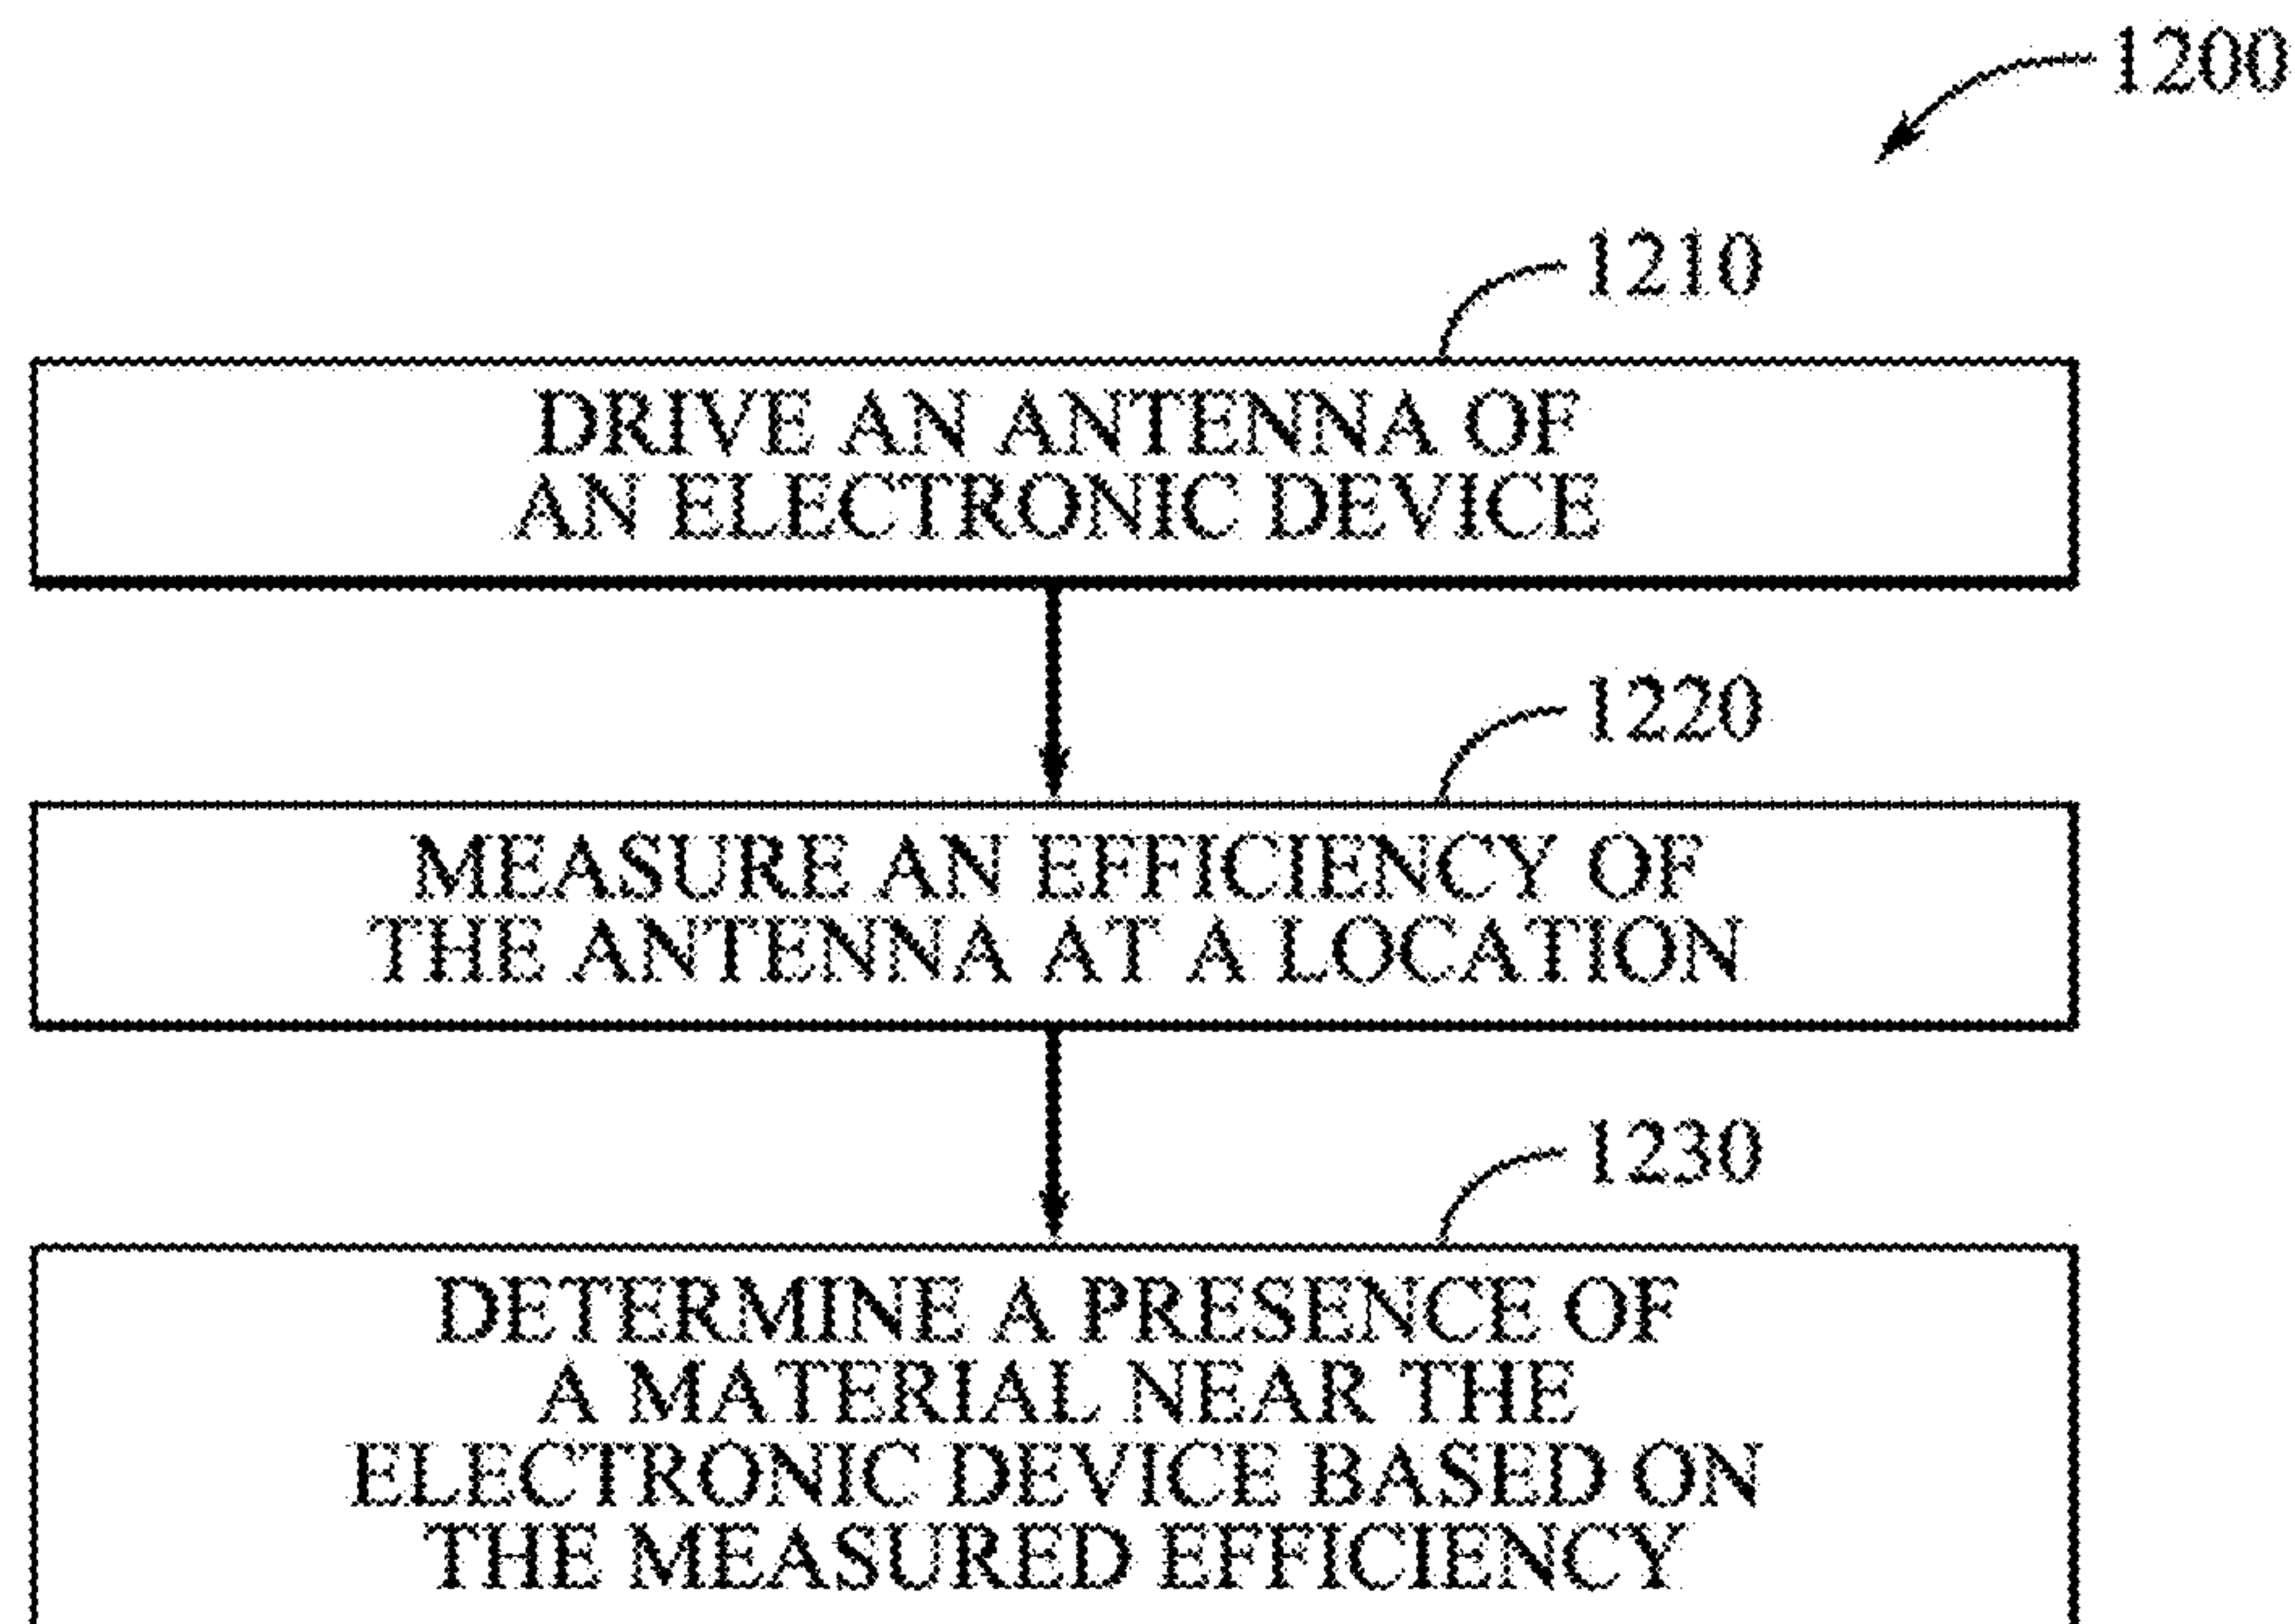 1200
1210
DRIVE AN ANTENNA OF
AN ELECTRONIC DEVICE
1220
MEASURE AN EFFICIENCY OF
THE ANTENNA AT A LOCATION
1230
DETERMINE A PRESENCE OF
A MATERIAL NEAR THE
ELECTRONIC DEVICE BASED ON
THE MEASURED EFFICIENCY